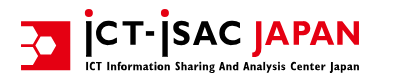 ICT-ISAC JAPAN
ICT Information Sharing And Analysis Center Japan